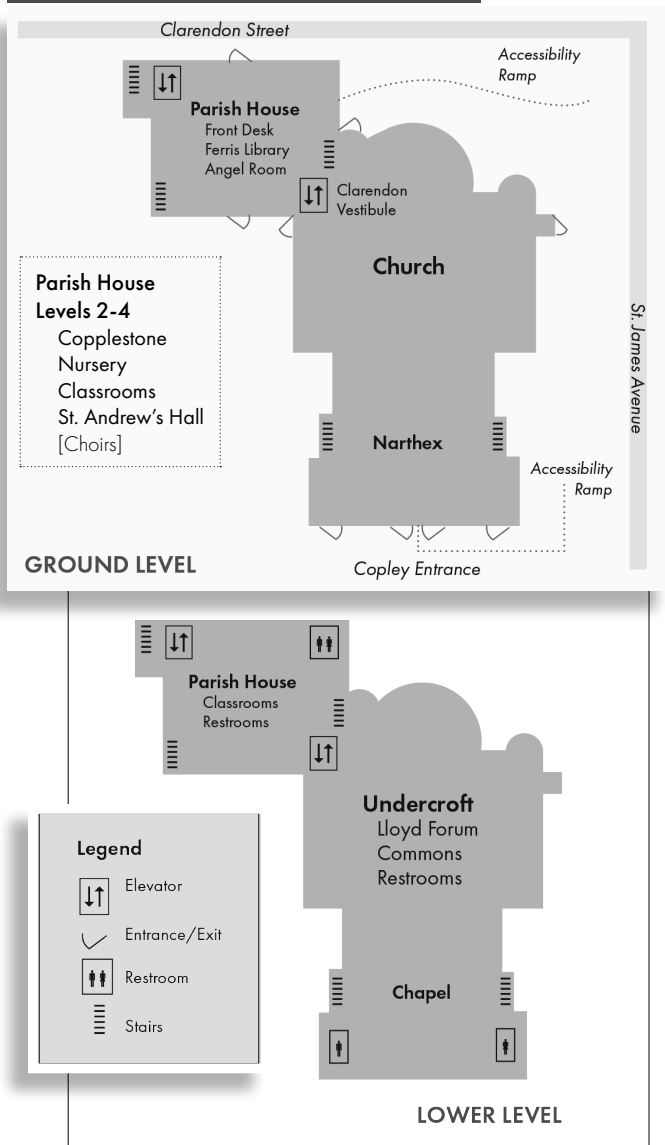 Clarendon Street
Accessibility
Ramp
Parish House
Front Desk
Ferris Library
Angel Room
Clarendon
Vestibule
Church
Parish House
Levels 2-4
Copplestone
Nursery
Classrooms
St. Andrew's Hall
[Choirs]
St. James Avenue
Narthex
Accessibility
Ramp
Copley Entrance
GROUND LEVEL
Parish House
Classrooms
Restrooms
Undercroft
Lloyd Forum
Commons
Restrooms
Legend
Elevator
Entrance/Exit
Restroom
Stairs
Chapel
LOWER LEVEL